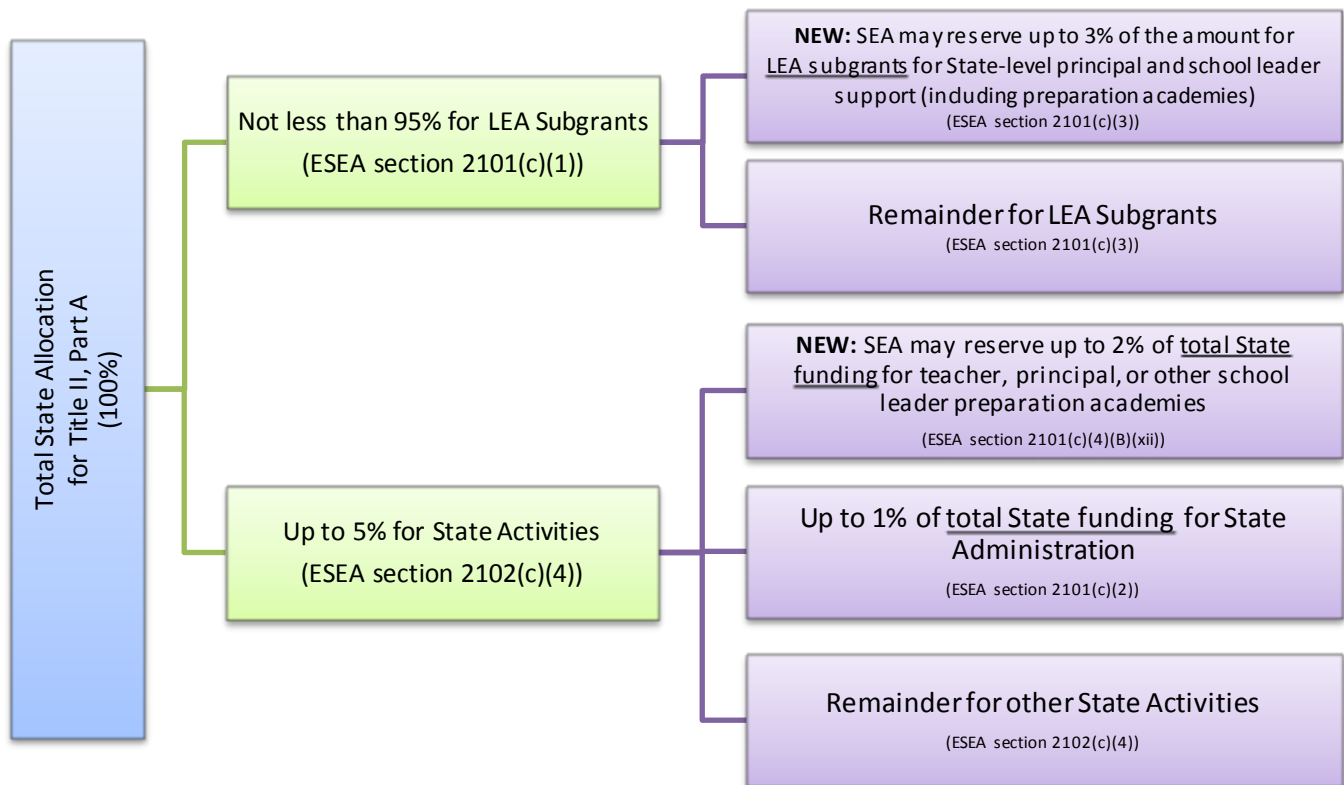 Total State Allocation
for Title II, Part A
(100%)
Not less than 95% for LEA Subgrants
(ESEA section 2101(c)(1))
NEW: SEA may reserve up to 3% of the amount for
LEA subgrants for State-level principal and school leader
support (including preparation academies)
(ESEA section 2101(c)(3))
Remainder for LEA Subgrants
(ESEA section 2101(c)(3))
Up to 5% for State Activities
(ESEA section 2102(c)(4))
NEW: SEA may reserve up to 2% of total State
funding for teacher, principal, or other school
leader preparation academies
(ESEA section 2101(c)(4)(B)(xii))
Up to 1% of total State funding for State
Administration
(ESEA section 2101(c)(2))
Remainder for other State Activities
(ESEA section 2102(c)(4))